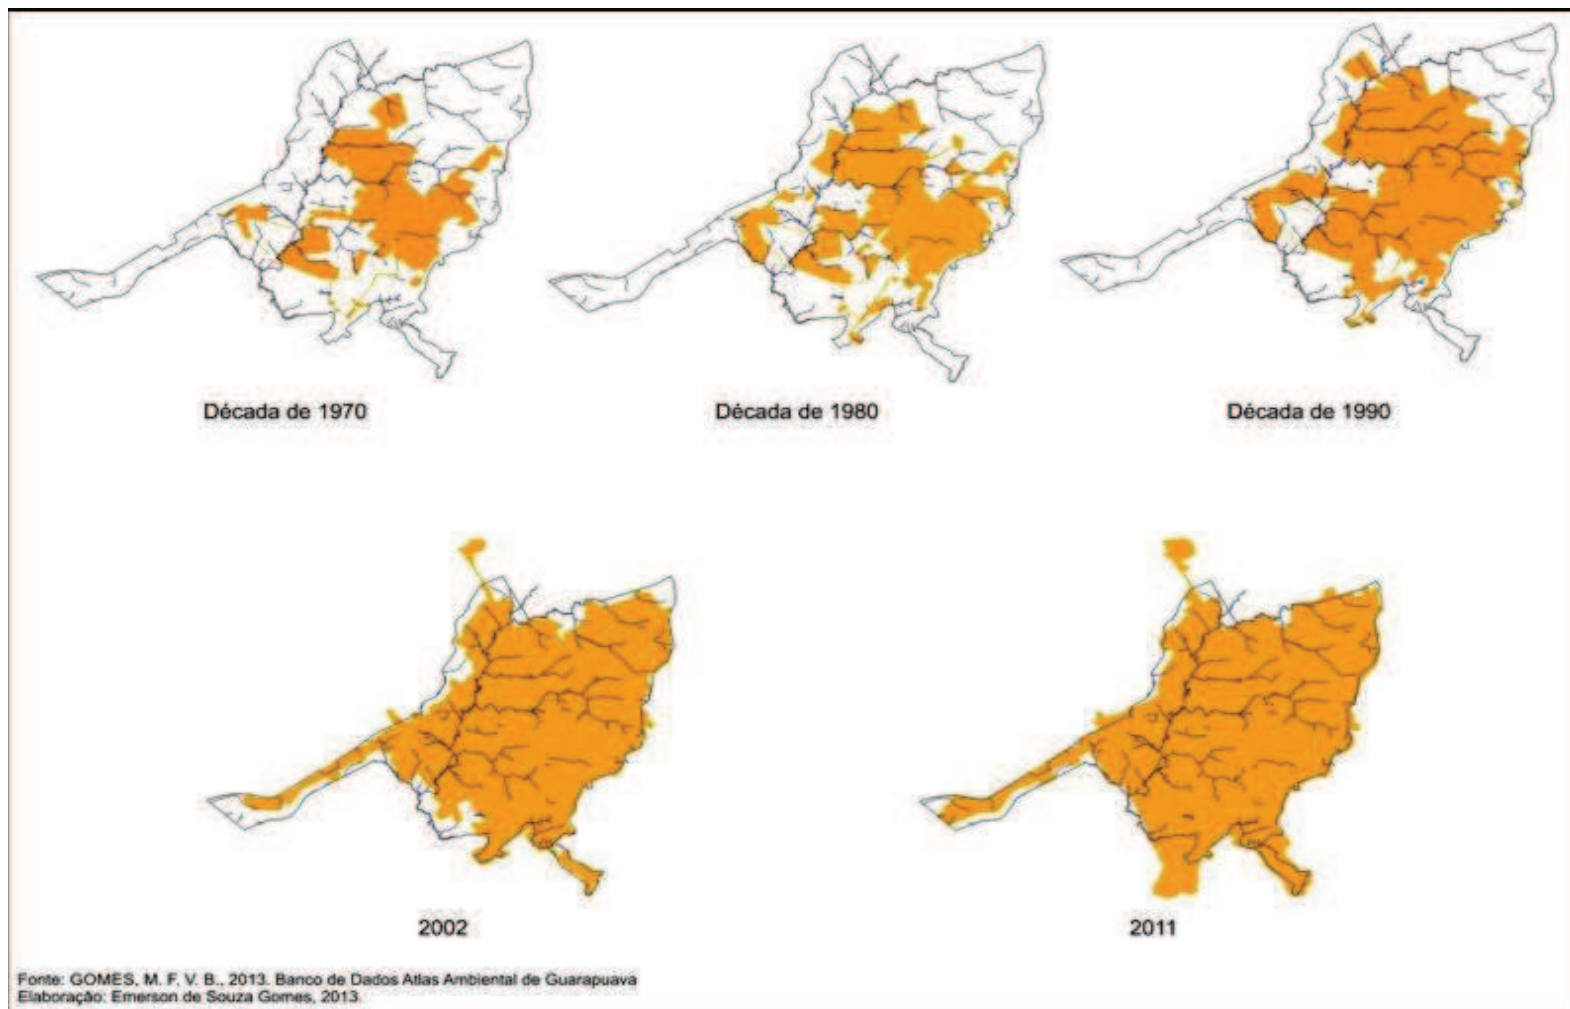 Década de 1970
Década de 1980
Década de 1990
2002
2011
Fonte: GOMES, M. F, V. B., 2013. Banco de Dados Atlas Ambiental de Guarapuava
Elaboração: Emerson de Souza Gomes, 2013.